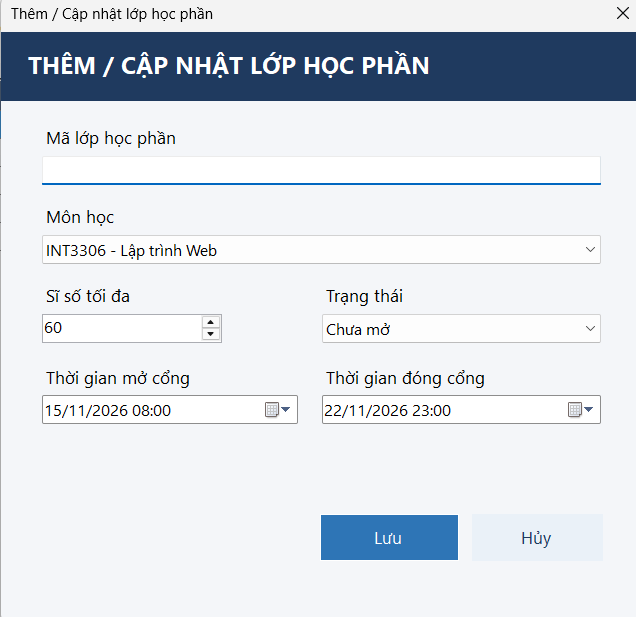 Thêm / Cập nhật lớp học phần
THÊM / CẬP NHẬT LỚP HỌC PHẦN
Mã lớp học phần
Môn học
INT3306 - Lập trình Web
Sĩ số tối đa
Trạng thái
60
Chưa mở
Thời gian mở cổng
Thời gian đóng cổng
15/11/2026 08:00
22/11/2026 23:00
Lưu
Hủy